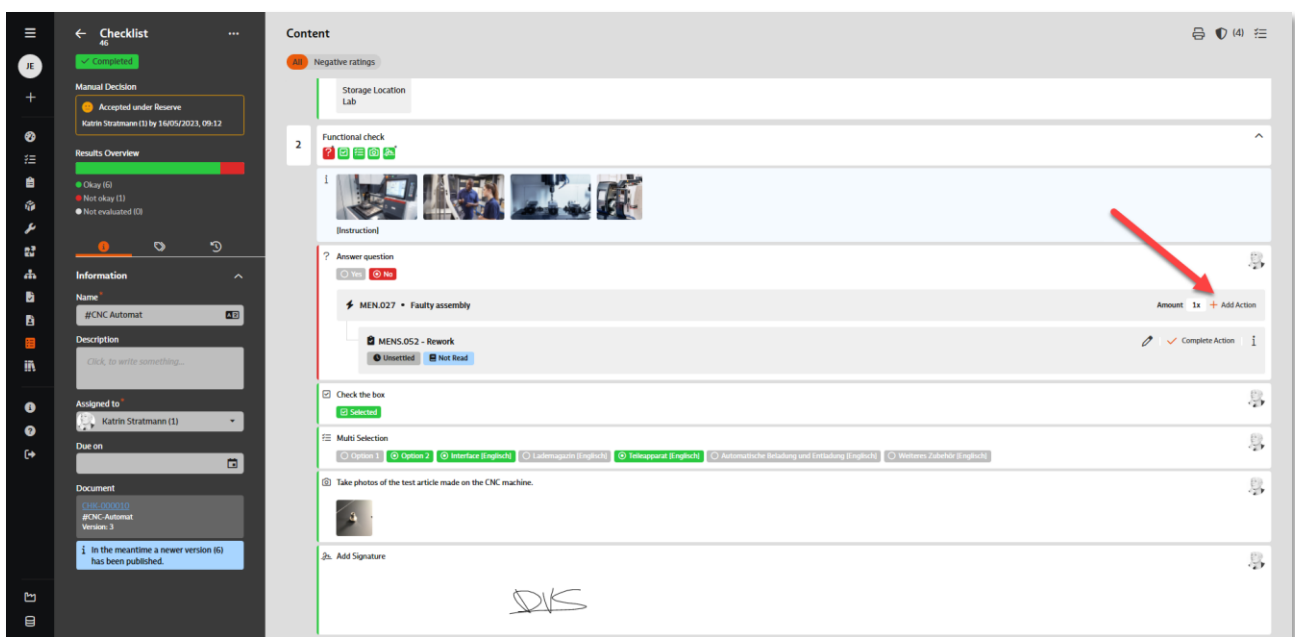 Checklist
46
Completed
Manual Decision
Accepted under Reserve
Katrin Stratmann (1) by 16/05/2023, 09:12
Results Overview
Okay (6)
Not okay (1)
Not evaluated (0)
Information
Name*
#CNC Automat
Description
Click, to write something...
Assigned to*
Katrin Stratmann (1)
Due on
Document
CHK-000010
#CNC-Automat
Version: 3
In the meantime a newer version (6)
has been published.
JE
Content
(4)
All Negative ratings
Storage Location
Lab
2 Functional check
[Instruction]
? Answer question
Yes No
MEN.027 • Faulty assembly
Amount 1x + Add Action
MENS.052 - Rework
Complete Action
Unsettled Not Read
Check the box
Selected
Multi Selection
Option 1 Option 2 Interface [Englisch] Lademagazin [Englisch] Teileapparat [Englisch] Automatische Beladung und Entladung [Englisch] Weiteres Zubehör [Englisch]
Take photos of the test article made on the CNC machine.
Add Signature
DVS